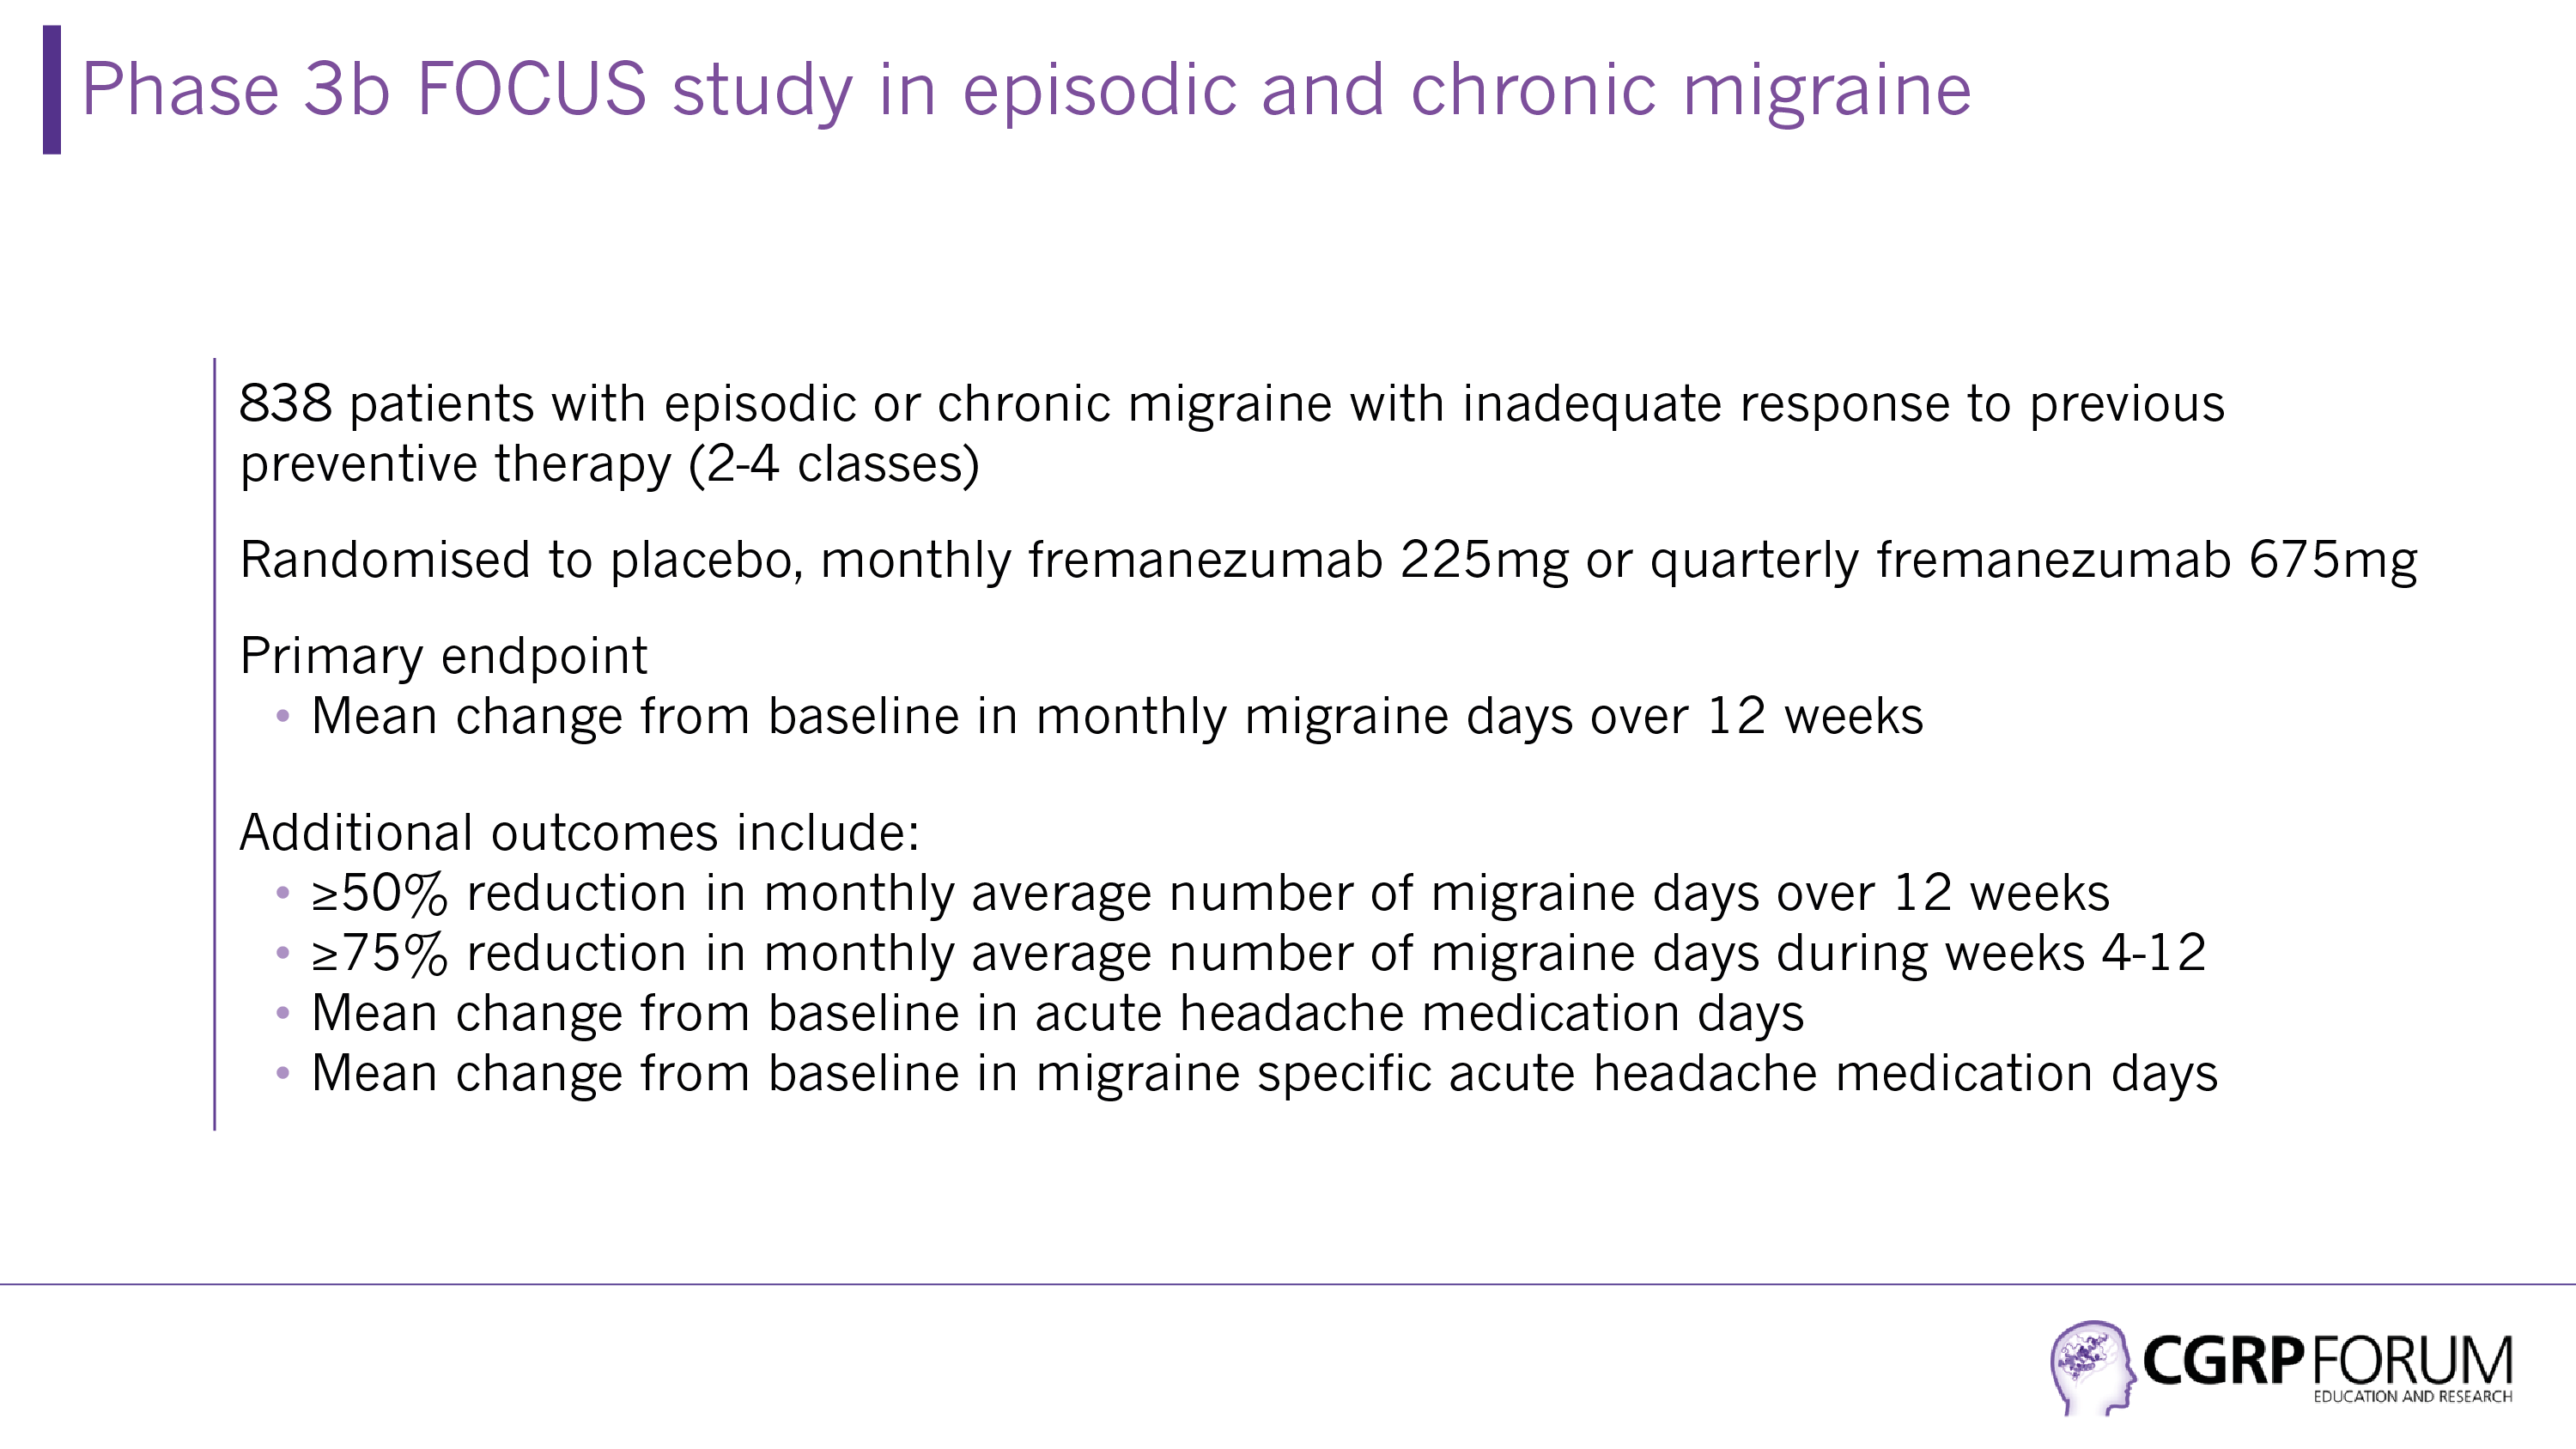 Phase 3b FOCUS study in episodic and chronic migraine
838 patients with episodic or chronic migraine with inadequate response to previous
preventive therapy (2-4 classes)
Randomised to placebo, monthly fremanezumab 225mg or quarterly fremanezumab 675mg
Primary endpoint
• Mean change from baseline in monthly migraine days over 12 weeks
Additional outcomes include:
• ≥50% reduction in monthly average number of migraine days over 12 weeks
• ≥75% reduction in monthly average number of migraine days during weeks 4-12
• Mean change from baseline in acute headache medication days
• Mean change from baseline in migraine specific acute headache medication days
CGRP FORUM
EDUCATION AND RESEARCH